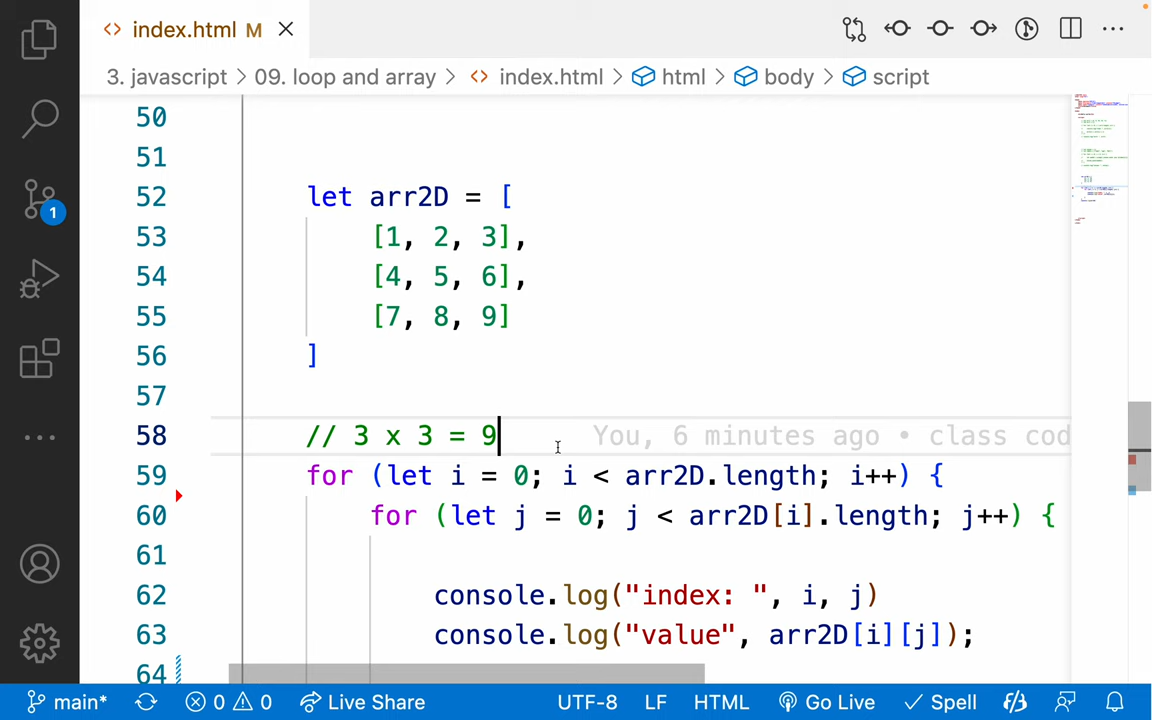 index.html M
3. javascript > 09. loop and array > index.html > html > body > script
50
51
52 let arr2D = [
53 [1, 2, 3],
54 [4, 5, 6],
55 [7, 8, 9]
56 ]
57
58 // 3 x 3 = 9 You, 6 minutes ago • class cod
59 for (let i = 0; i < arr2D.length; i++) {
60 for (let j = 0; j < arr2D[i].length; j++) {
61
62 console.log("index: ", i, j)
63 console.log("value", arr2D[i][j]);
64
1
main* 0 0 Live Share UTF-8 LF HTML Go Live Spell